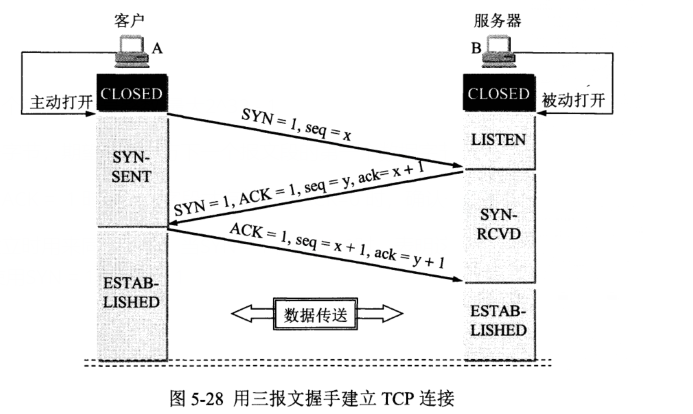 客户
服务器
A
B
CLOSED
CLOSED
主动打开
被动打开
SYN = 1, seq = x
LISTEN
SYN-
SENT
SYN = 1, ACK = 1, seq = y, ack= x + 1
SYN-
RCVD
ACK = 1, seq = x + 1, ack = y + 1
ESTAB-
LISHED
数据传送
ESTAB-
LISHED
图 5-28 用三报文握手建立 TCP 连接